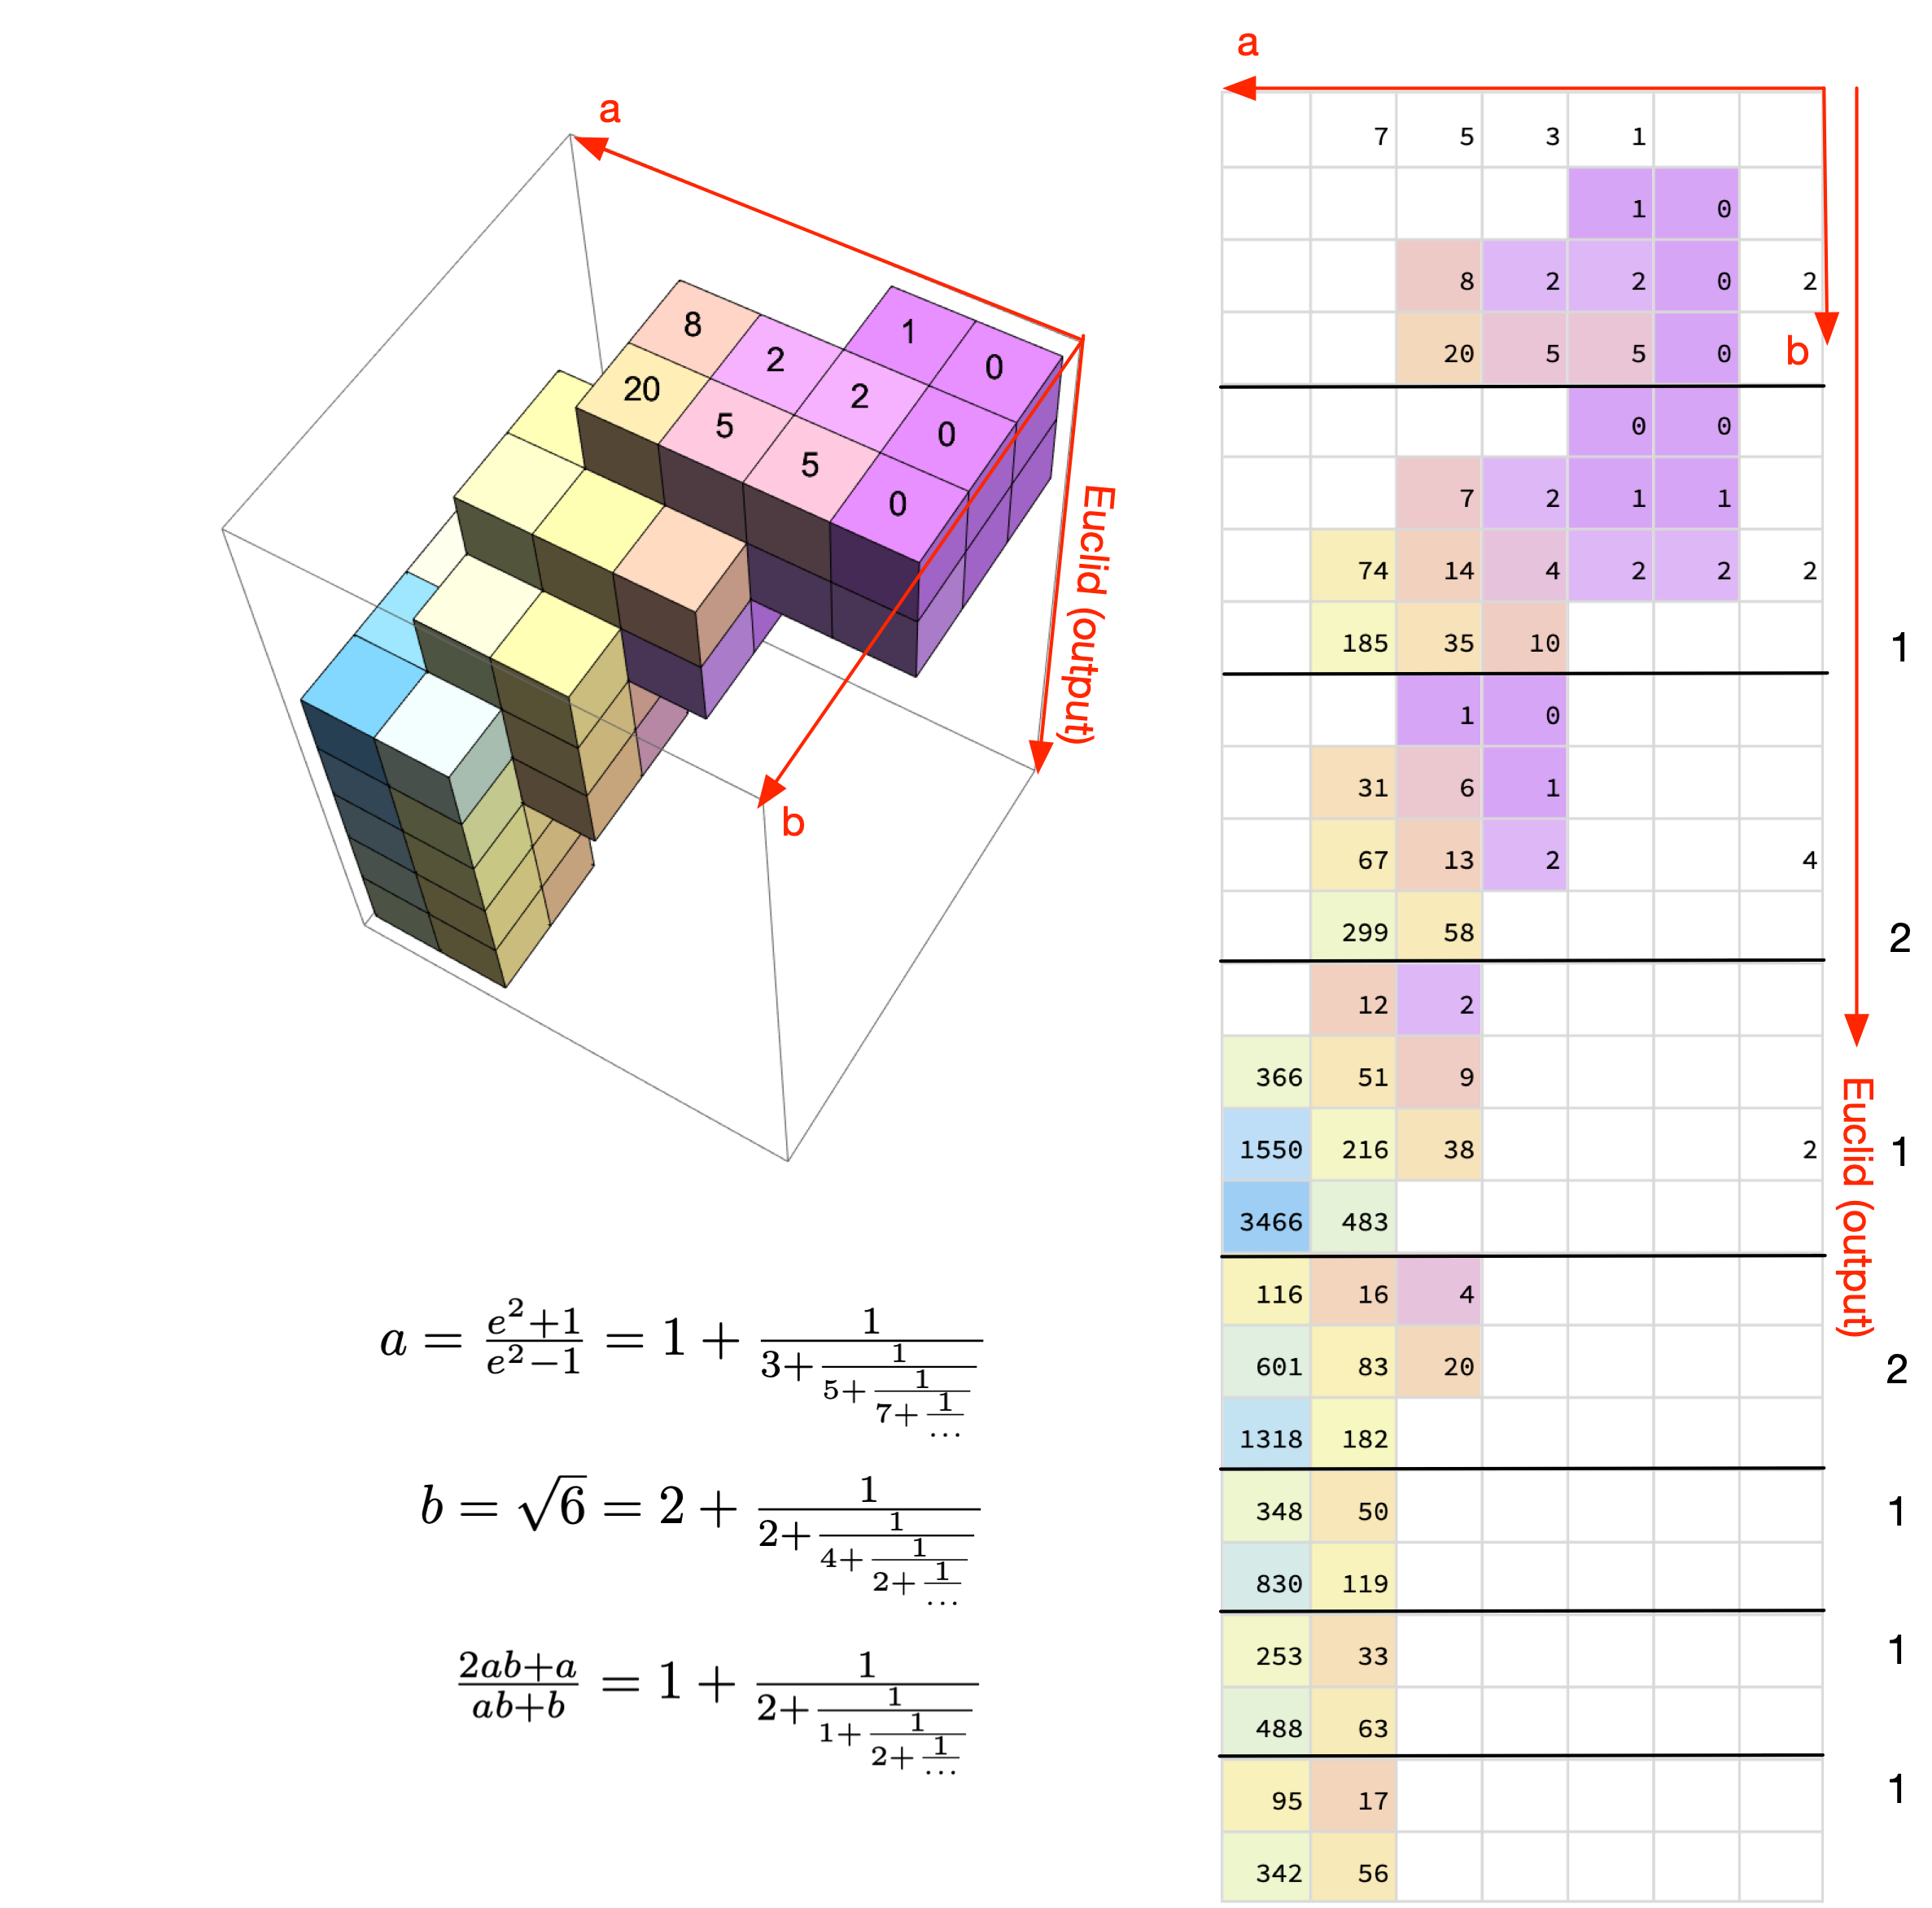 a
8 2 1 0
20 5 2 0
5 0
b
Euclid (output)
a = \frac{e^2+1}{e^2-1} = 1 + \frac{1}{3+\frac{1}{5+\frac{1}{7+\frac{1}{...}}}}
b = \sqrt{6} = 2 + \frac{1}{2+\frac{1}{4+\frac{1}{2+\frac{1}{...}}}}
\frac{2ab+a}{ab+b} = 1 + \frac{1}{2+\frac{1}{1+\frac{1}{2+\frac{1}{...}}}}
a
7 5 3 1
1 0
8 2 2 0 2
20 5 5 0 b
0 0
7 2 1 1
74 14 4 2 2 2
185 35 10 1
1 0
31 6 1
67 13 2 4
299 58 2
12 2
366 51 9
1550 216 38 2 1
3466 483
116 16 4
601 83 20 2
1318 182
348 50 1
830 119
253 33 1
488 63
95 17 1
342 56
Euclid (output)